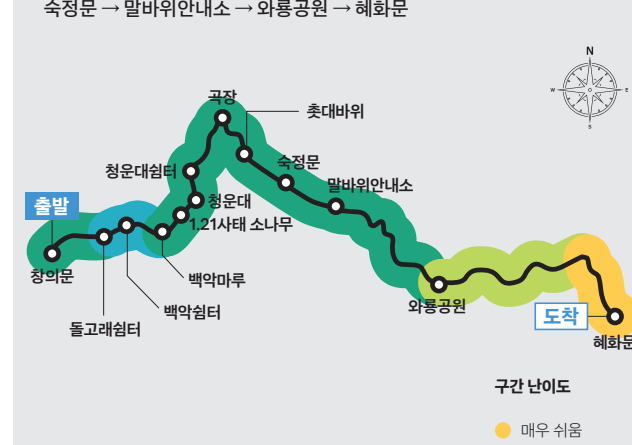 숙정문 → 말바위안내소 → 와룡공원 → 혜화문
N
W
E
S
곡장
촛대바위
청운대쉼터
숙정문
말바위안내소
출발
청운대
1.21사태 소나무
창의문
백악마루
백악쉼터
돌고래쉼터
와룡공원
도착
혜화문
구간 난이도
매우 쉬움